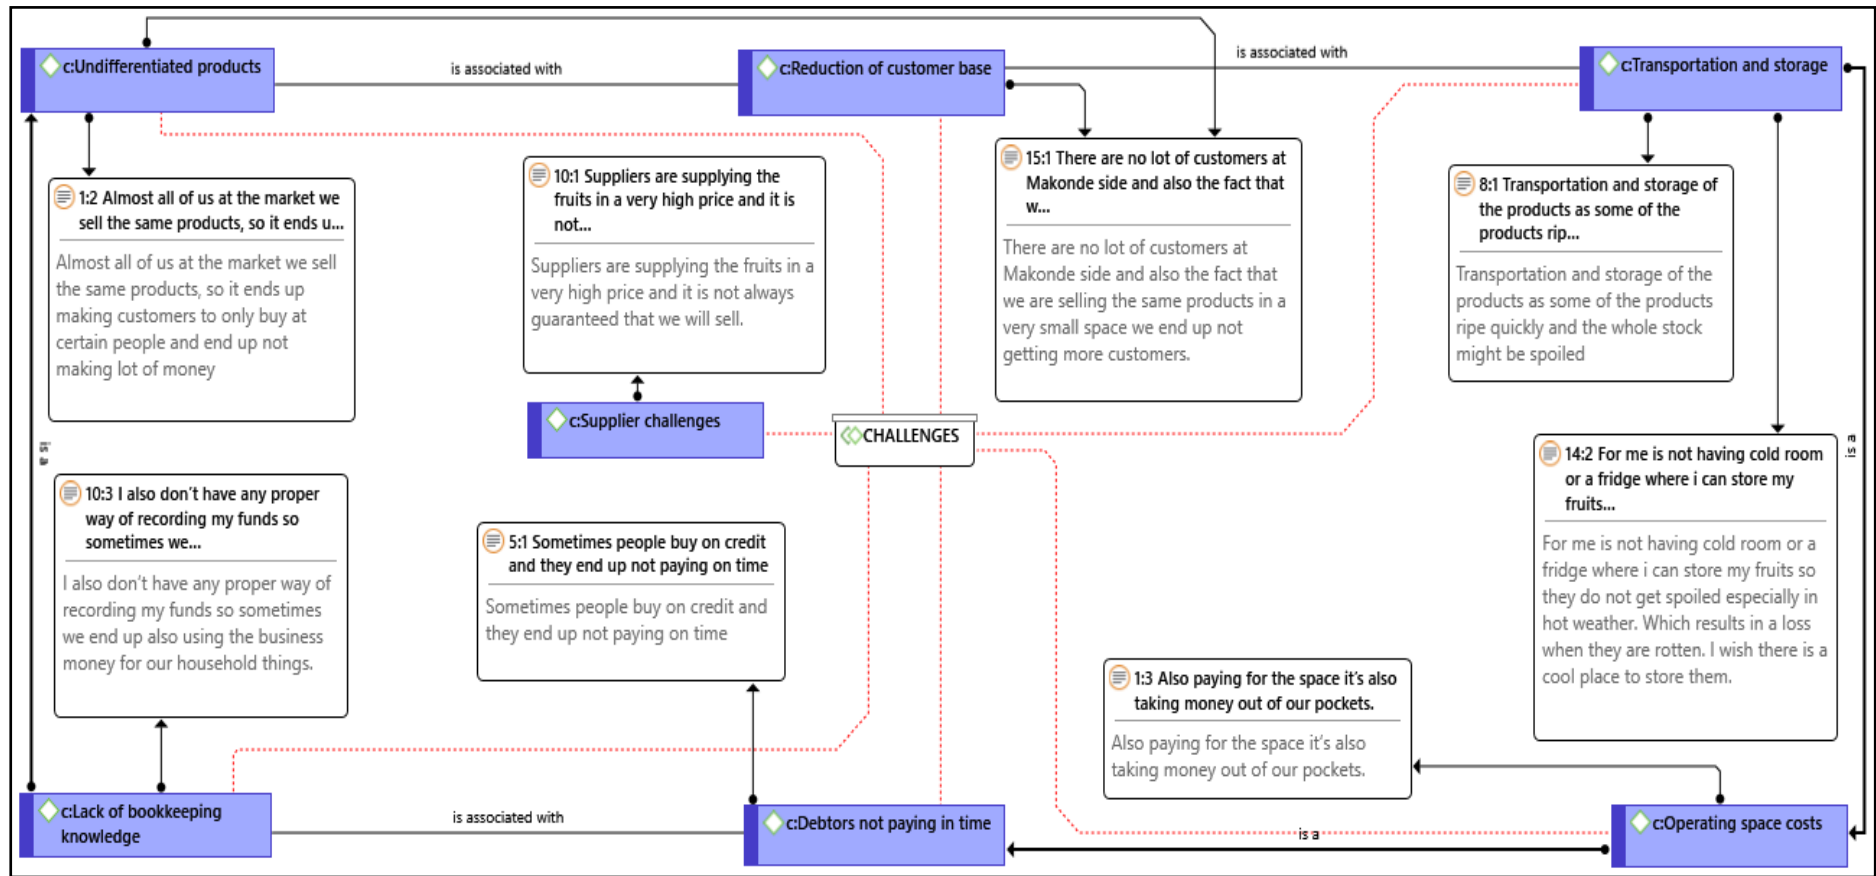 c:Undifferentiated products
is associated with
c:Reduction of customer base
is associated with
c:Transportation and storage
1:2 Almost all of us at the market we
sell the same products, so it ends u...
Almost all of us at the market we sell
the same products, so it ends up
making customers to only buy at
certain people and end up not
making lot of money
10:1 Suppliers are supplying the
fruits in a very high price and it is
not...
Suppliers are supplying the fruits in a
very high price and it is not always
guaranteed that we will sell.
15:1 There are no lot of customers at
Makonde side and also the fact that
w...
There are no lot of customers at
Makonde side and also the fact that
we are selling the same products in a
very small space we end up not
getting more customers.
8:1 Transportation and storage of
the products as some of the
products rip...
Transportation and storage of the
products as some of the products
ripe quickly and the whole stock
might be spoiled
c:Supplier challenges
CHALLENGES
is a
is a
10:3 I also don't have any proper
way of recording my funds so
sometimes we...
I also don't have any proper way of
recording my funds so sometimes
we end up also using the business
money for our household things.
5:1 Sometimes people buy on credit
and they end up not paying on time
Sometimes people buy on credit and
they end up not paying on time
14:2 For me is not having cold room
or a fridge where i can store my
fruits...
For me is not having cold room or a
fridge where i can store my fruits so
they do not get spoiled especially in
hot weather. Which results in a loss
when they are rotten. I wish there is a
cool place to store them.
1:3 Also paying for the space it's also
taking money out of our pockets.
Also paying for the space it's also
taking money out of our pockets.
c:Lack of bookkeeping
knowledge
is associated with
c:Debtors not paying in time
is a
c:Operating space costs